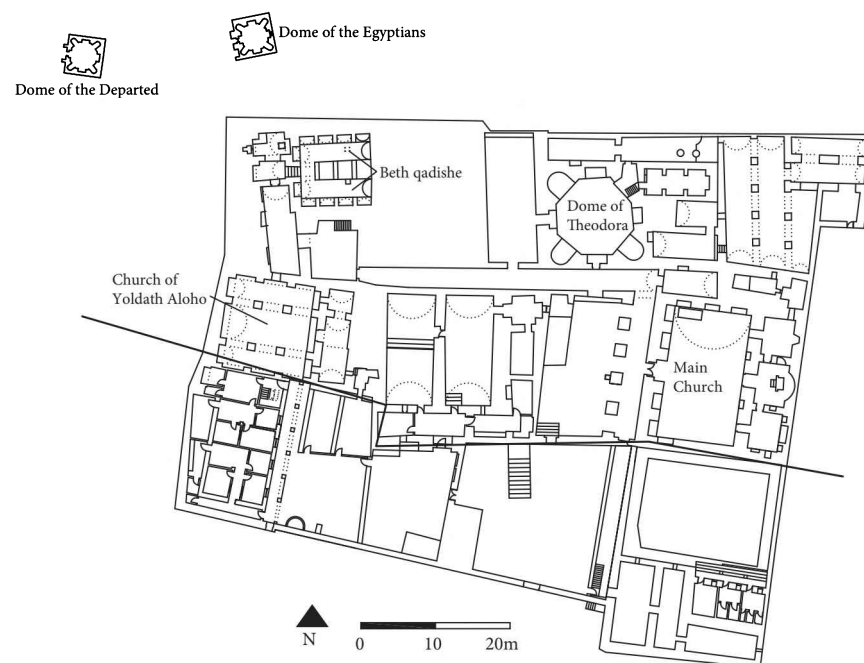 Dome of the Egyptians
Dome of the Departed
Beth qadishe
Dome of
Theodora
Church of
Yoldath Aloho
Main
Church
N
0 10 20m